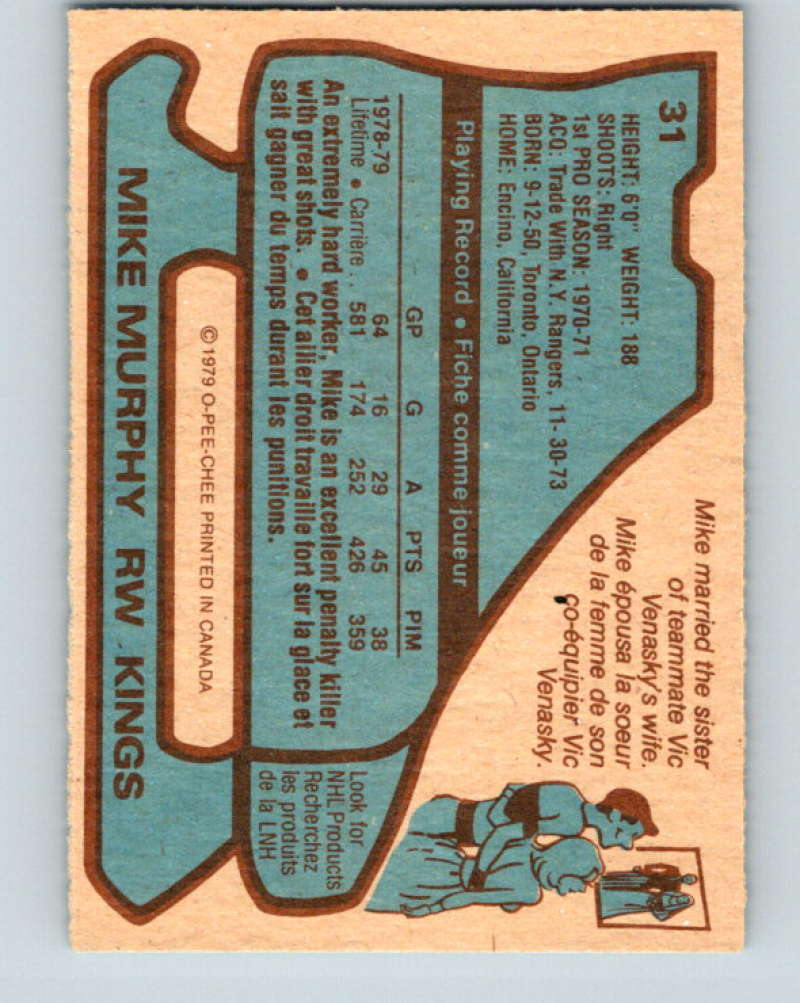 31
HEIGHT: 6'0" WEIGHT: 188
SHOOTS: Right
1st PRO SEASON: 1970-71
ACQ: Trade With N.Y. Rangers, 11-30-73
BORN: 9-12-50, Toronto, Ontario
HOME: Encino, California
Mike married the sister
of teammate Vic
Venasky's wife.
Mike épousa la soeur
de la femme de son
co-équipier Vic
Venasky.
Playing Record • Fiche comme joueur
GP G A PTS PIM
1978-79 64 16 29 45 38
Lifetime • Carrière . . 581 174 252 426 359
An extremely hard worker, Mike is an excellent penalty killer
with great shots. • Cet ailier droit travaille fort sur la glace et
sait gagner du temps durant les punitions.
Look for
NHL Products
Recherchez
les produits
de la LNH
© 1979 O-PEE-CHEE PRINTED IN CANADA
MIKE MURPHY RW KINGS